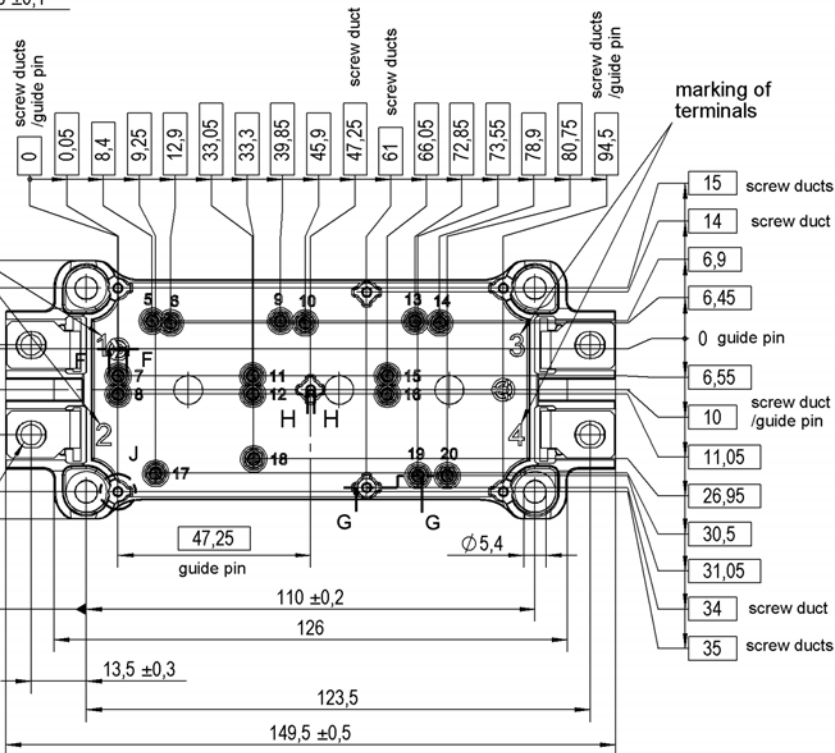 screw ducts
/guide pin
screw duct
screw ducts
screw ducts
/guide pin
0
0,05
8,4
9,25
12,9
33,05
33,3
39,85
45,9
47,25
61
66,05
72,85
73,55
78,9
80,75
94,5
marking of
terminals
15 screw ducts
14 screw duct
6,9
6,45
0 guide pin
6,55
10 screw duct
/guide pin
11,05
26,95
30,5
31,05
34 screw duct
35 screw ducts
5 6 9 10 13 14
1 3
F F
7 11 15
8 12 16
H H
2 4
J
17 18 19 20
G G
47,25
guide pin
Ø5,4
110 ±0,2
126
13,5 ±0,3
123,5
149,5 ±0,5